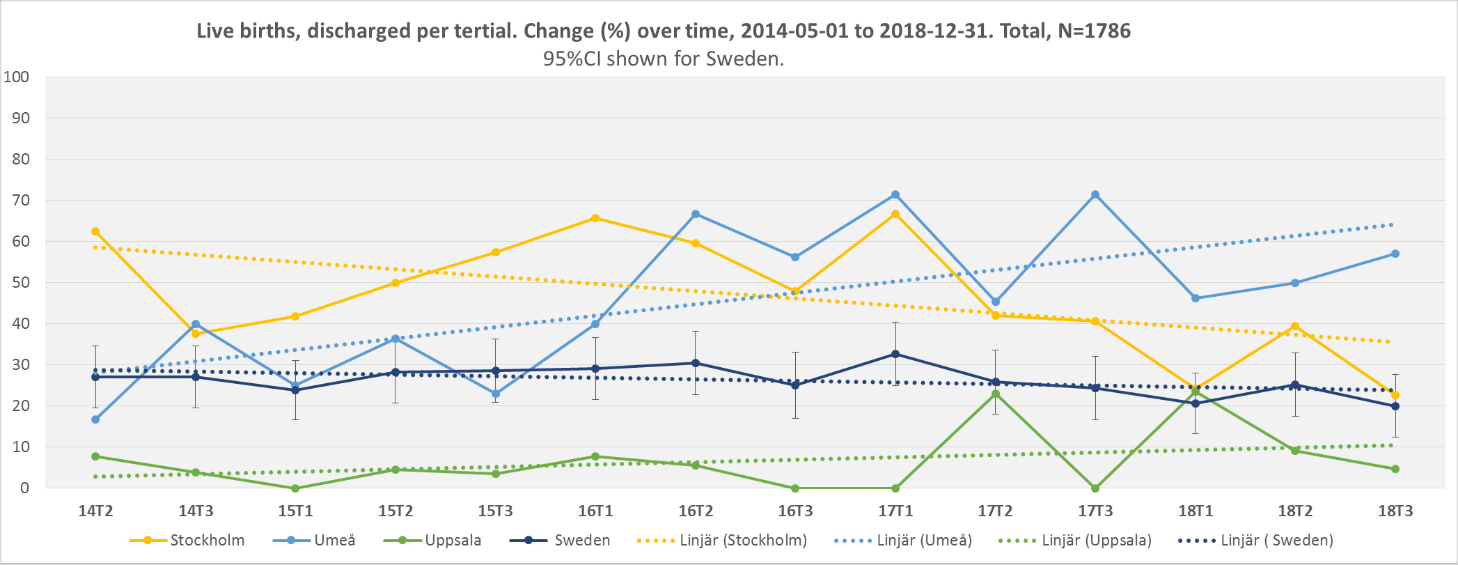 Live births, discharged per tertial. Change (%) over time, 2014-05-01 to 2018-12-31. Total, N=1786
95%CI shown for Sweden.
100
90
80
70
60
50
40
30
20
10
0
14T2 14T3 15T1 15T2 15T3 16T1 16T2 16T3 17T1 17T2 17T3 18T1 18T2 18T3
Stockholm Umeå Uppsala Sweden Linjär (Stockholm) Linjär (Umeå) Linjär (Uppsala) Linjär ( Sweden)